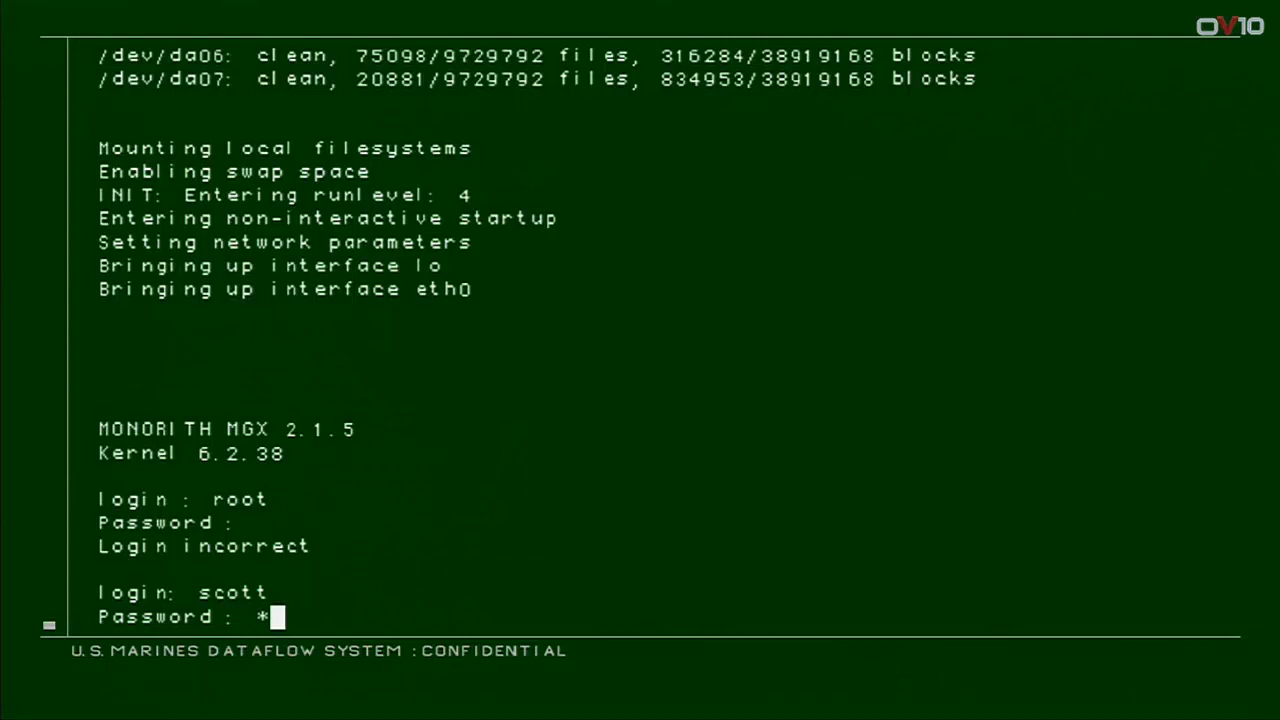 OV10
/dev/da06: clean, 75098/9729792 files, 316284/38919168 blocks
/dev/da07: clean, 20881/9729792 files, 834953/38919168 blocks
Mounting local filesystems
Enabling swap space
INIT: Entering runlevel: 4
Entering non-interactive startup
Setting network parameters
Bringing up interface lo
Bringing up interface eth0
MONORITH MGX 2.1.5
Kernel 6.2.38
login : root
Password :
Login incorrect
login: scott
Password : *
U.S.MARINES DATAFLOW SYSTEM :CONFIDENTIAL